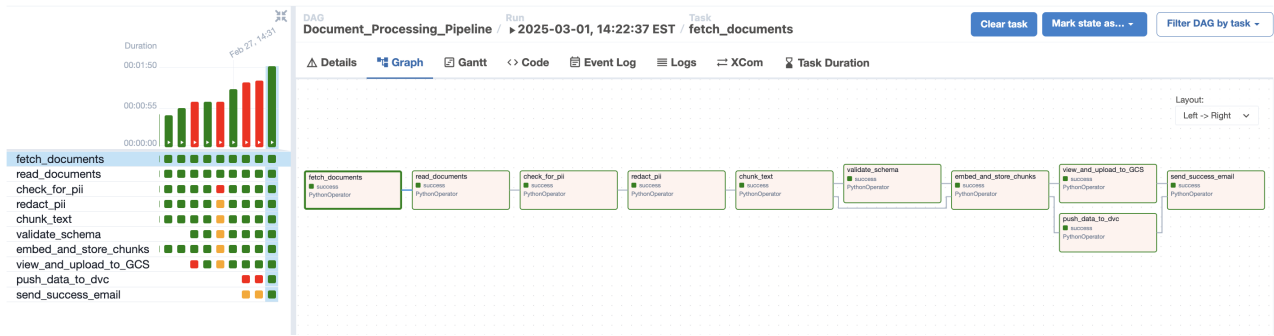 DAG
Document_Processing_Pipeline /
Run
2025-03-01, 14:22:37 EST /
Task
fetch_documents
Clear task
Mark state as...
Filter DAG by task
Details
Graph
Gantt
<> Code
Event Log
Logs
XCom
Task Duration
Duration
Feb 27, 14:31
00:01:50
00:00:55
00:00:00
fetch_documents
read_documents
check_for_pii
redact_pii
chunk_text
validate_schema
embed_and_store_chunks
view_and_upload_to_GCS
push_data_to_dvc
send_success_email
Layout:
Left -> Right
fetch_documents
success
PythonOperator
read_documents
success
PythonOperator
check_for_pii
success
PythonOperator
redact_pii
success
PythonOperator
chunk_text
success
PythonOperator
validate_schema
success
PythonOperator
embed_and_store_chunks
success
PythonOperator
view_and_upload_to_GCS
success
PythonOperator
push_data_to_dvc
success
PythonOperator
send_success_email
success
PythonOperator